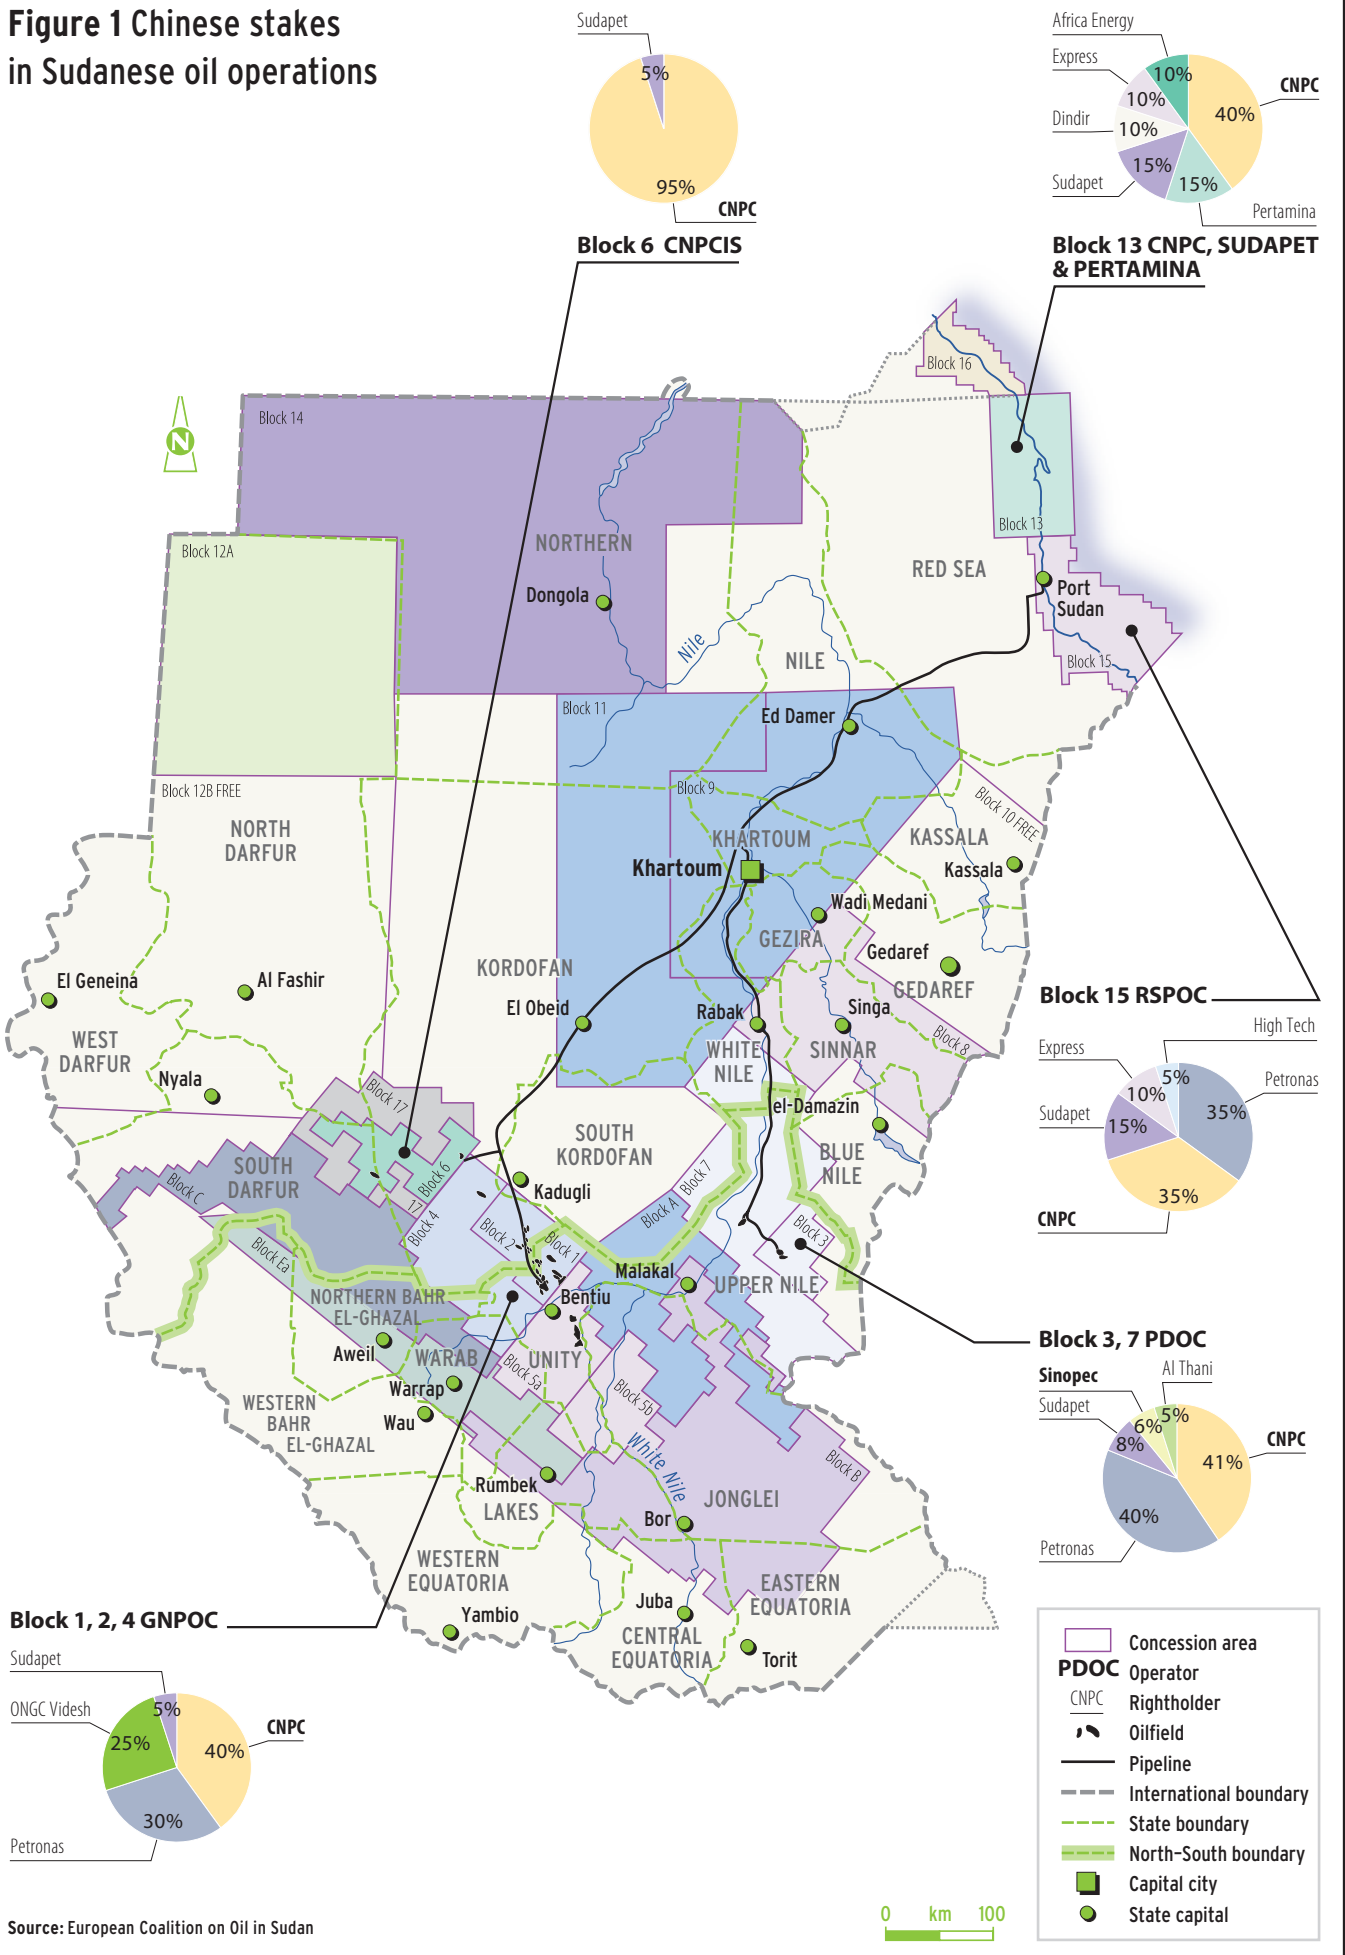 Figure 1 Chinese stakes
in Sudanese oil operations
Sudapet
5%
95%
CNPC
Block 6 CNPCIS
Africa Energy
Express
Dindir
Sudapet
10%
10%
10%
15%
15%
40%
CNPC
Pertamina
Block 13 CNPC, SUDAPET
& PERTAMINA
N
Block 16
Block 14
Block 13
Block 12A
NORTHERN
RED SEA
Dongola
Port
Sudan
Nile
NILE
Block 15
Block 11
Ed Damer
Block 12B FREE
Block 9
Block 10 FREE
NORTH
DARFUR
KHARTOUM
KASSALA
Khartoum
Kassala
Wadi Medani
GEZIRA
Gedaref
GEDAREF
KORDOFAN
El Geneina
Al Fashir
El Obeid
Rabak
Singa
WEST
DARFUR
WHITE
NILE
SINNAR
Block 8
Nyala
Block 17
el-Damazin
SOUTH
KORDOFAN
BLUE
NILE
SOUTH
DARFUR
Block C
Block 6
17
Kadugli
Block 7
Block 4
Block 2
Block 1
Block A
Block 3
Block Ea
Malakal
UPPER NILE
NORTHERN BAHR
EL-GHAZAL
Bentiu
Aweil
WARAB
UNITY
Block 5a
Warrap
Block 5b
WESTERN
BAHR
EL-GHAZAL
Wau
White Nile
Block B
Rumbek
LAKES
JONGLEI
Bor
WESTERN
EQUATORIA
EASTERN
EQUATORIA
Yambio
Juba
CENTRAL
EQUATORIA
Torit
Block 15 RSPOC
High Tech
Express
Petronas
Sudapet
5%
10%
15%
35%
35%
CNPC
Block 3, 7 PDOC
Sinopec
Al Thani
Sudapet
5%
6%
8%
41%
CNPC
40%
Petronas
Block 1, 2, 4 GNPOC
Sudapet
ONGC Videsh
5%
25%
40%
CNPC
30%
Petronas
Concession area
PDOC Operator
CNPC Rightholder
Oilfield
Pipeline
International boundary
State boundary
North–South boundary
Capital city
State capital
0 km 100
Source: European Coalition on Oil in Sudan